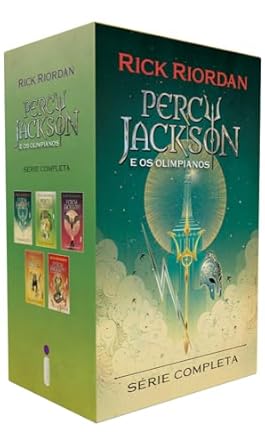 RICK RIORDAN
PERCY
JACKSON
E OS OLIMPIANOS
SÉRIE COMPLETA
RICK RIORDAN
PERCY
JACKSON
E OS OLIMPIANOS
SÉRIE COMPLETA